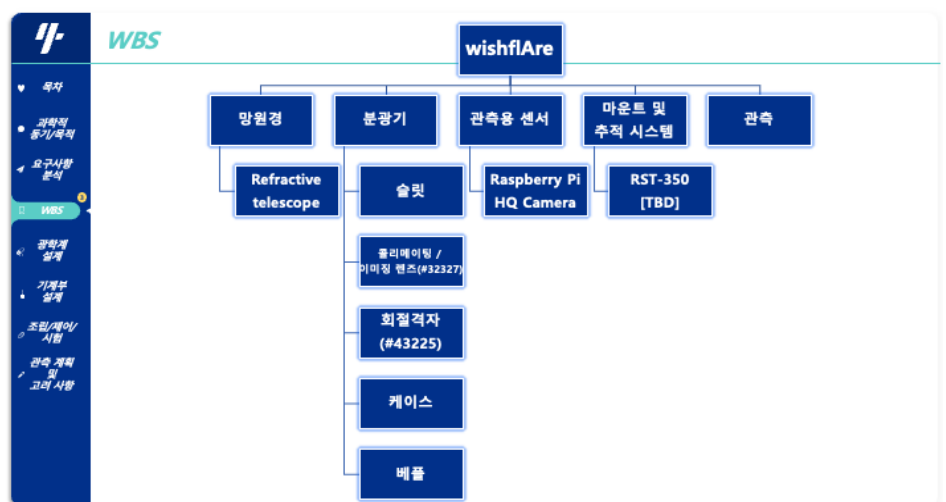 WBS
wishflAre
목차
과학적
동기/목적
요구사항
분석
3
WBS
광학계
설계
기계부
설계
조립/제어/
시험
관측 계획
및
고려 사항
망원경
분광기
관측용 센서
마운트 및
추적 시스템
관측
Refractive
telescope
슬릿
Raspberry Pi
HQ Camera
RST-350
[TBD]
콜리메이팅 /
이미징 렌즈(#32327)
회절격자
(#43225)
케이스
베플